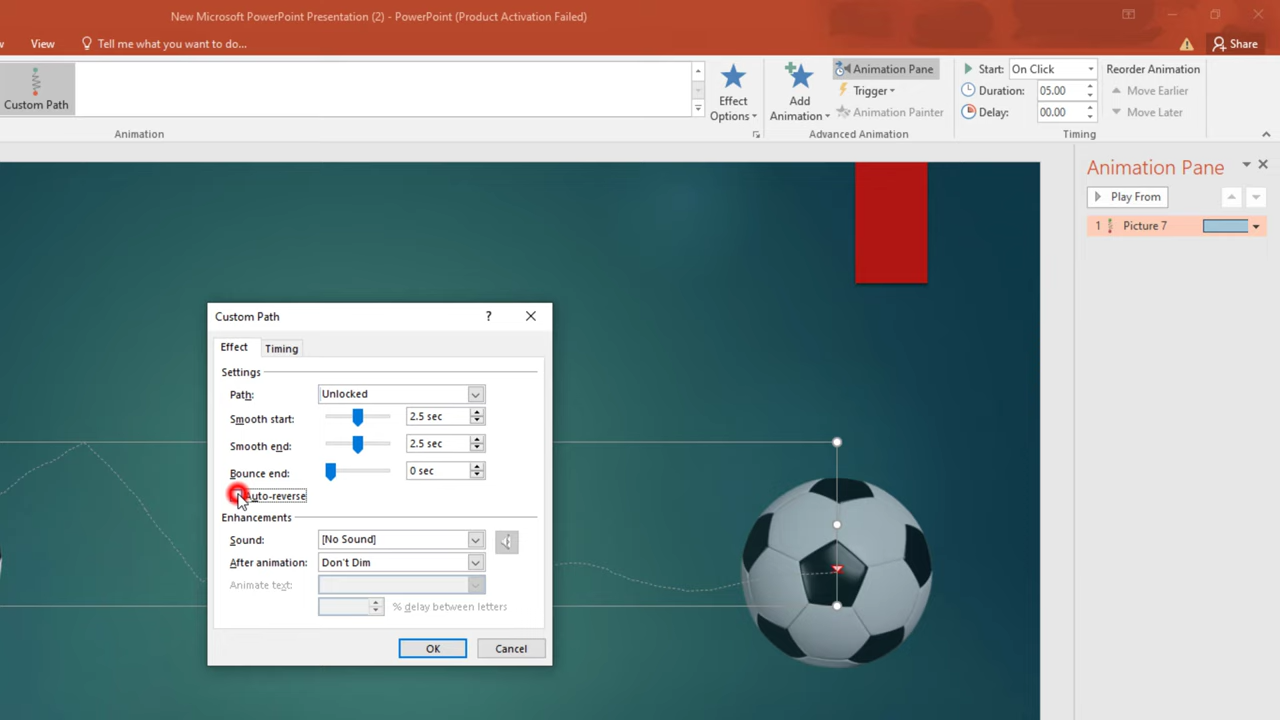 New Microsoft PowerPoint Presentation (2) - PowerPoint (Product Activation Failed)
View
Tell me what you want to do...
Share
Custom Path
Effect
Options
Add
Animation
Animation Pane
Trigger
Animation Painter
Start: On Click
Duration: 05.00
Delay: 00.00
Reorder Animation
Move Earlier
Move Later
Animation
Advanced Animation
Timing
Animation Pane
Play From
1 Picture 7
Custom Path
?
Effect
Timing
Settings
Path: Unlocked
Smooth start: 2.5 sec
Smooth end: 2.5 sec
Bounce end: 0 sec
Auto-reverse
Enhancements
Sound: [No Sound]
After animation: Don't Dim
Animate text:
% delay between letters
OK
Cancel